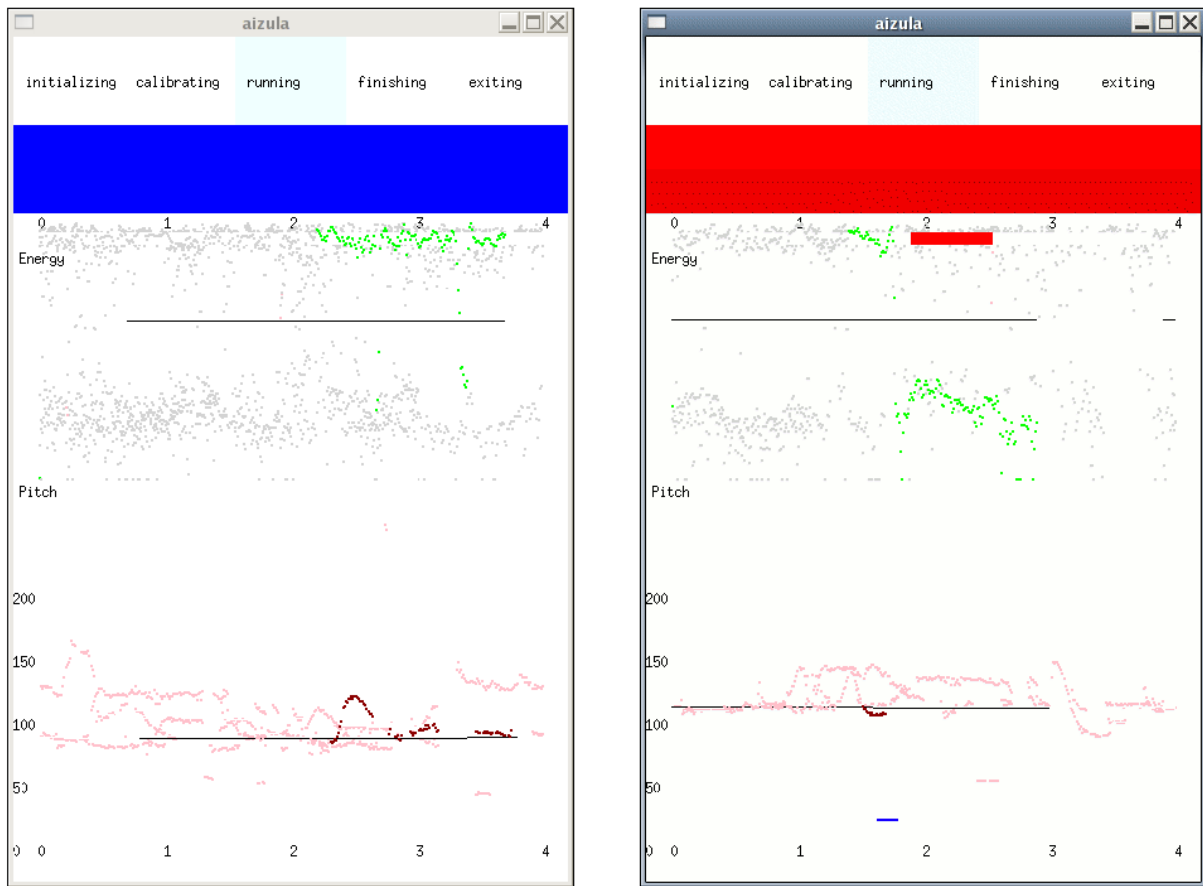 aizula
initializing calibrating running finishing exiting
0 1 2 3 4
Energy
Pitch
200
150
100
50
0 0 1 2 3 4
aizula
initializing calibrating running finishing exiting
0 1 2 3 4
Energy
Pitch
200
150
100
50
0 0 1 2 3 4